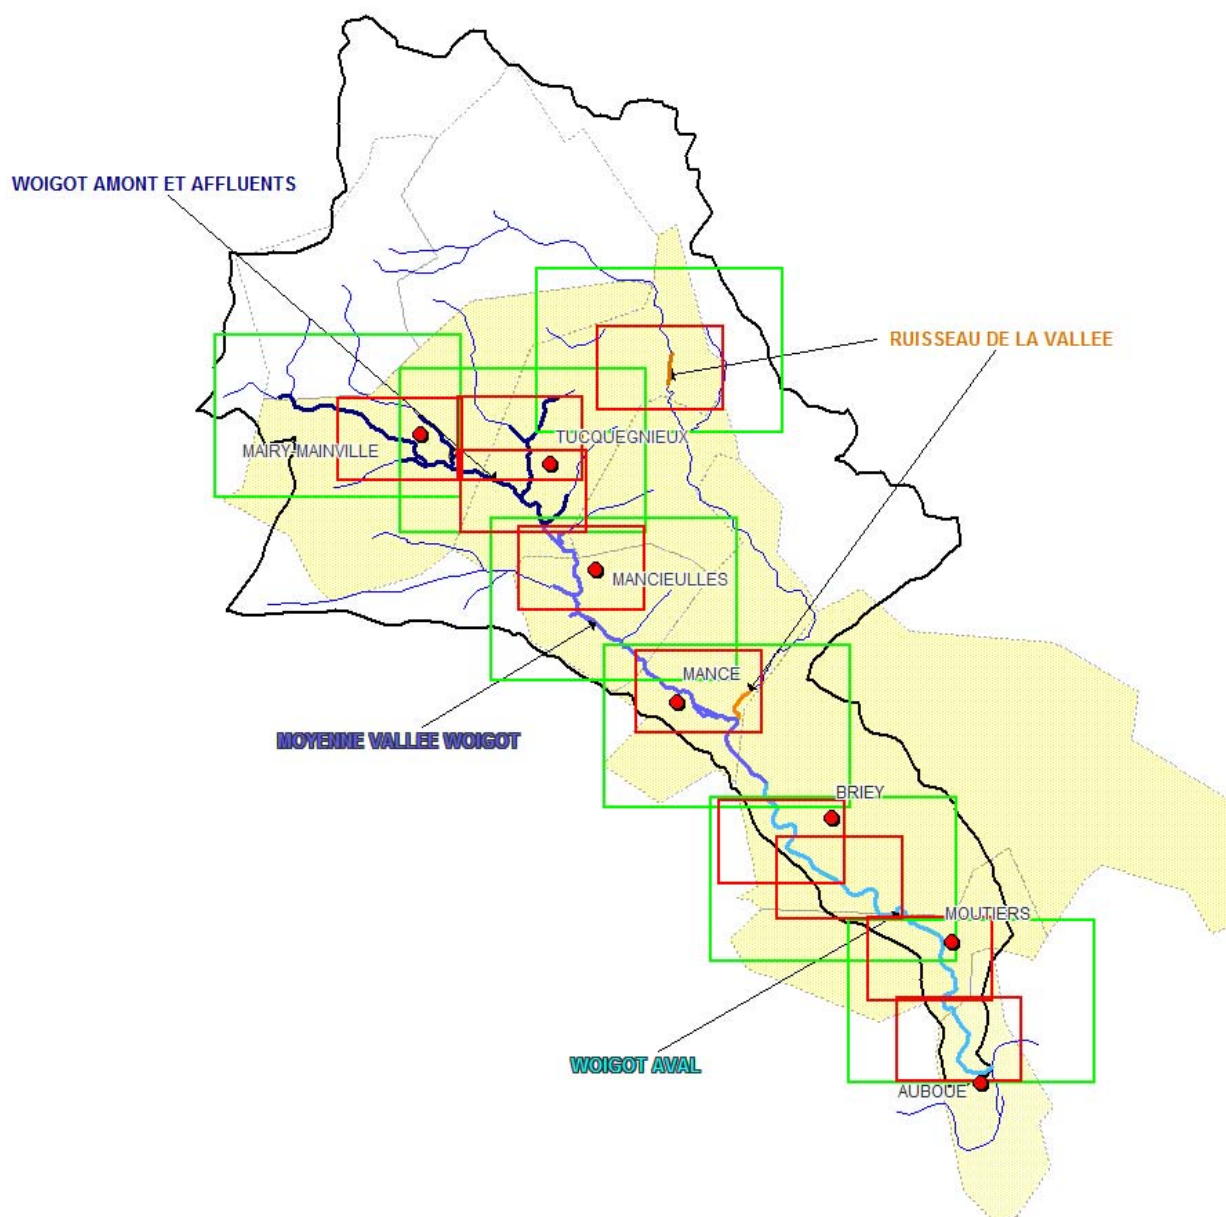 WOIGOT AMONT ET AFFLUENTS
RUISSEAU DE LA VALLEE
TUCQUEGNIEUX
MAIRY-MAINVILLE
MANCIEULLES
MANCE
MOYENNE VALLEE WOIGOT
BRIEY
MOUTIERS
WOIGOT AVAL
AUBOUE